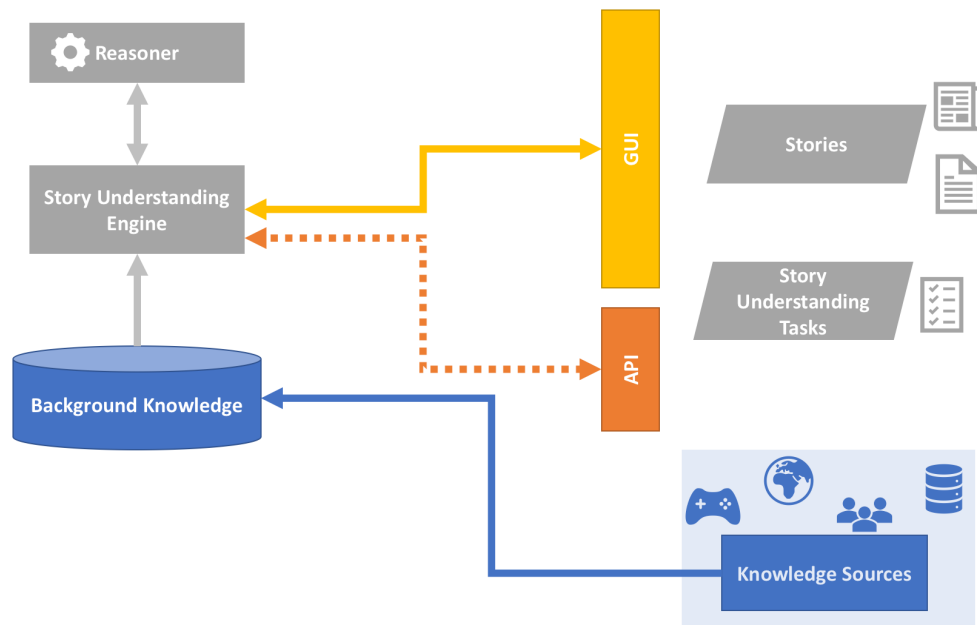 Reasoner
Story Understanding
Engine
Background Knowledge
GUI
API
Stories
Story
Understanding
Tasks
Knowledge Sources